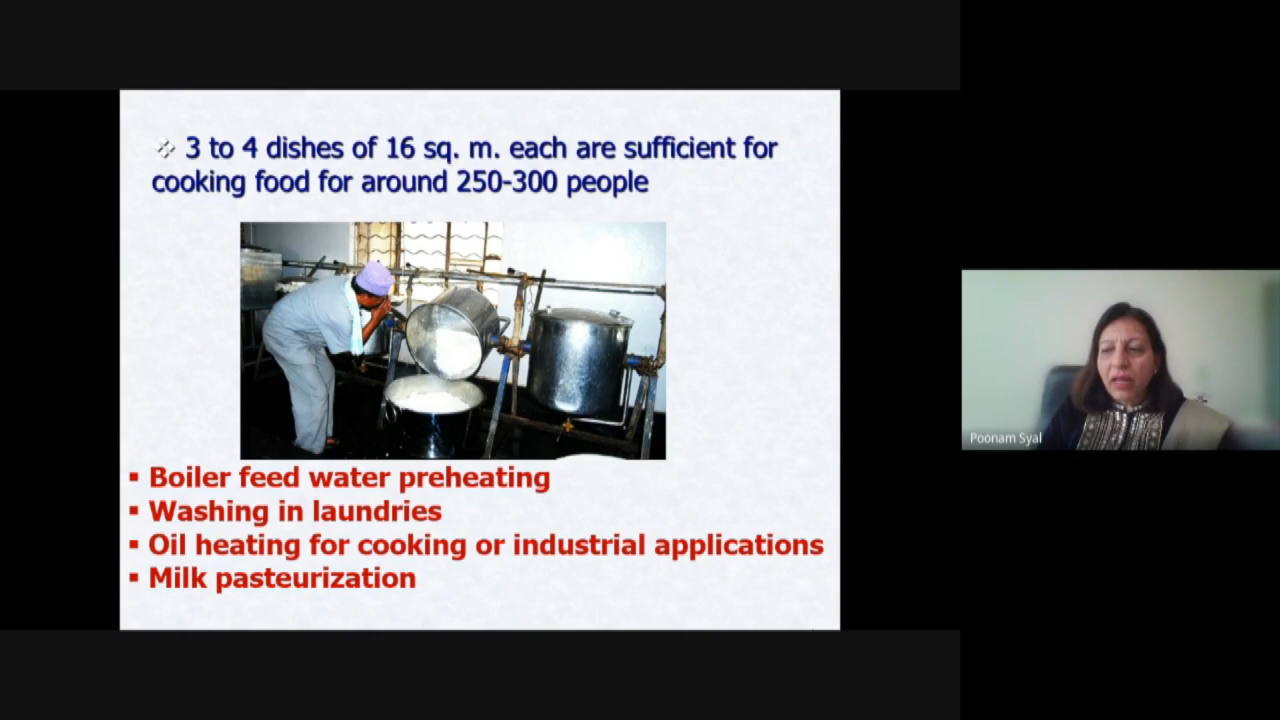 ❖ 3 to 4 dishes of 16 sq. m. each are sufficient for
cooking food for around 250-300 people
▪ Boiler feed water preheating
▪ Washing in laundries
▪ Oil heating for cooking or industrial applications
▪ Milk pasteurization
Poonam Syal